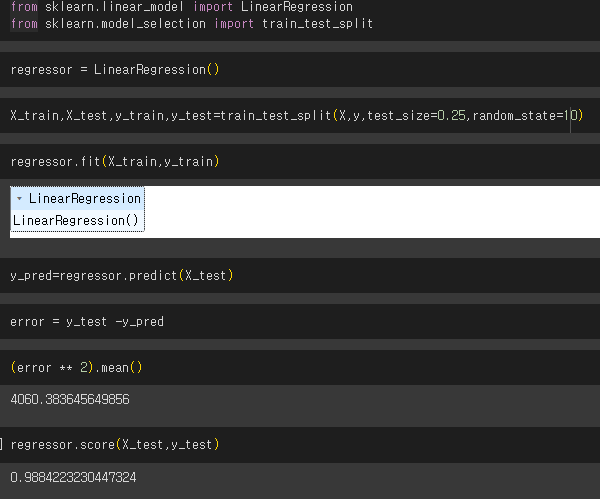 from sklearn.linear_model import LinearRegression
from sklearn.model_selection import train_test_split
regressor = LinearRegression()
X_train,X_test,y_train,y_test=train_test_split(X,y,test_size=0.25,random_state=10)
regressor.fit(X_train,y_train)
▾ LinearRegression
LinearRegression()
y_pred=regressor.predict(X_test)
error = y_test -y_pred
(error ** 2).mean()
4060.383645649856
] regressor.score(X_test,y_test)
0.9884223230447324